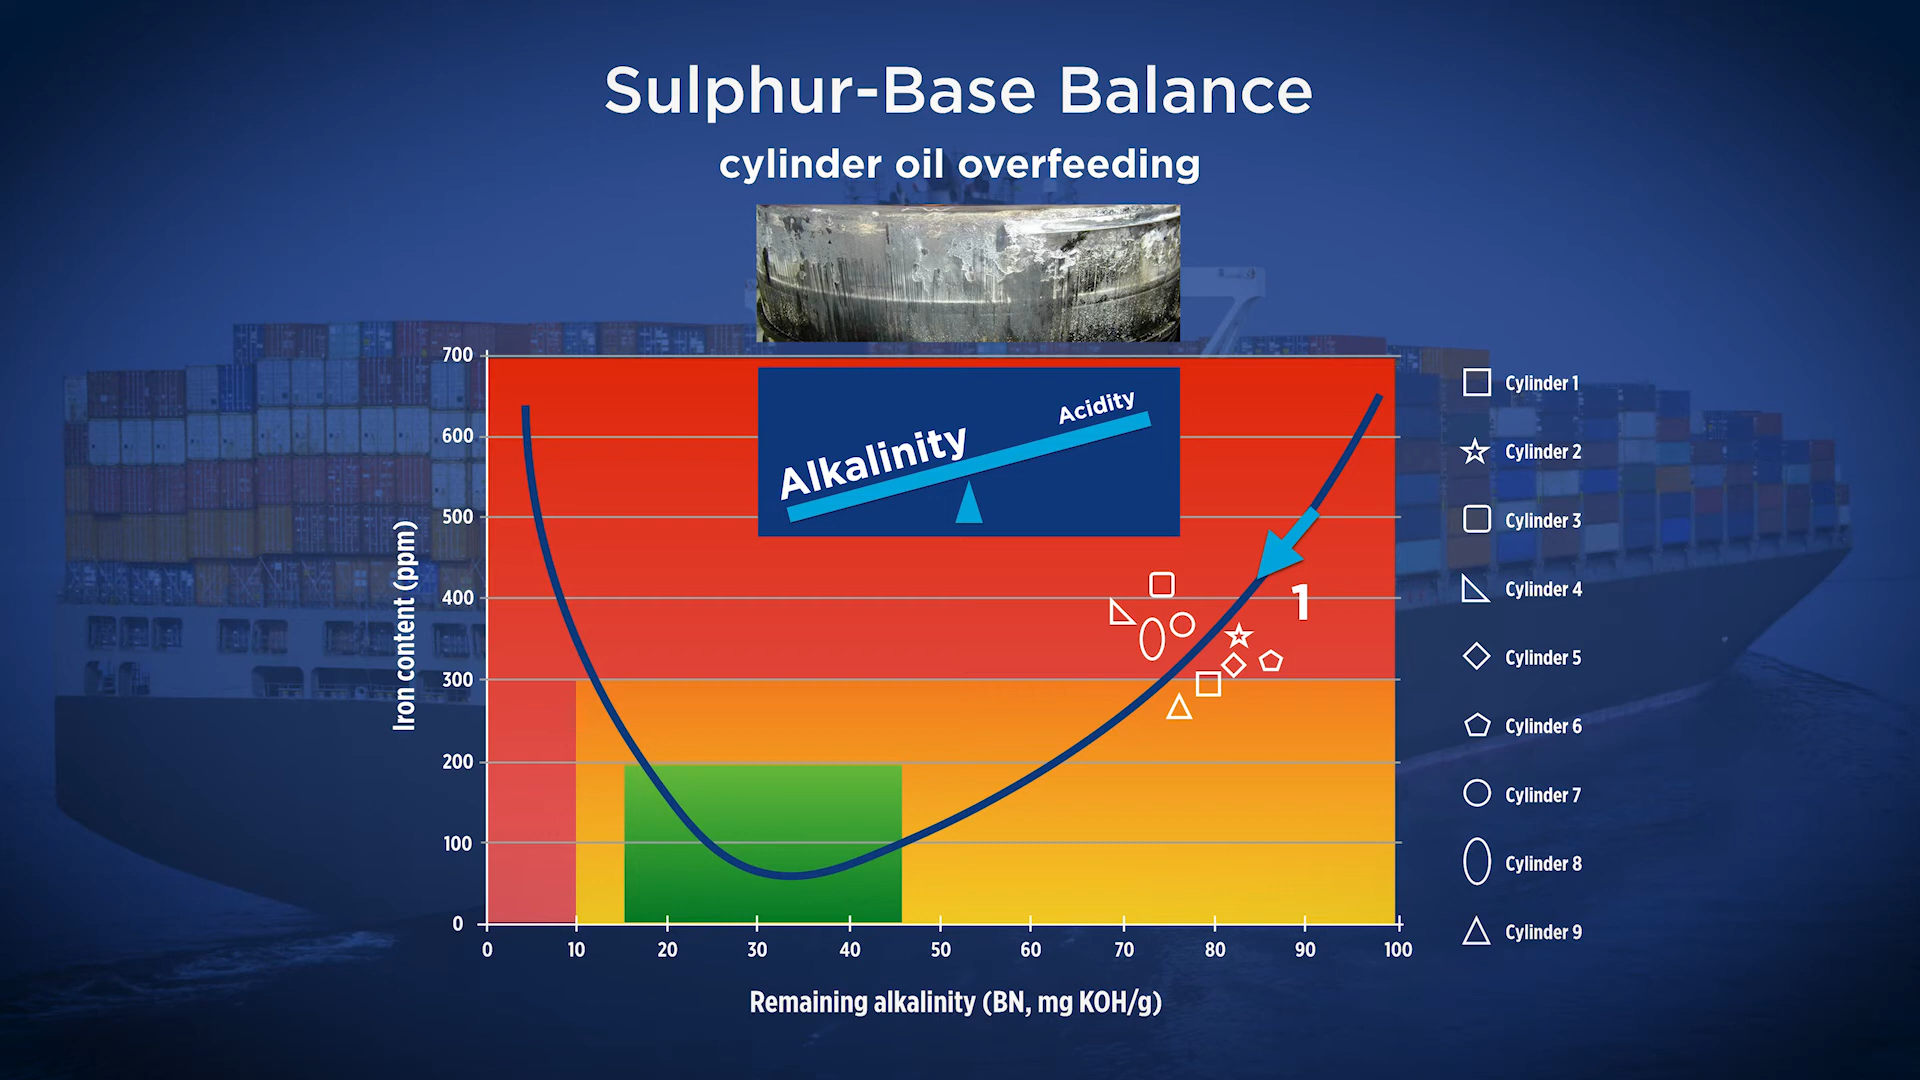 Sulphur-Base Balance
cylinder oil overfeeding
Alkalinity
Acidity
Iron content (ppm)
700
600
500
400
300
200
100
0
0 10 20 30 40 50 60 70 80 90 100
Remaining alkalinity (BN, mg KOH/g)
1
Cylinder 1
Cylinder 2
Cylinder 3
Cylinder 4
Cylinder 5
Cylinder 6
Cylinder 7
Cylinder 8
Cylinder 9